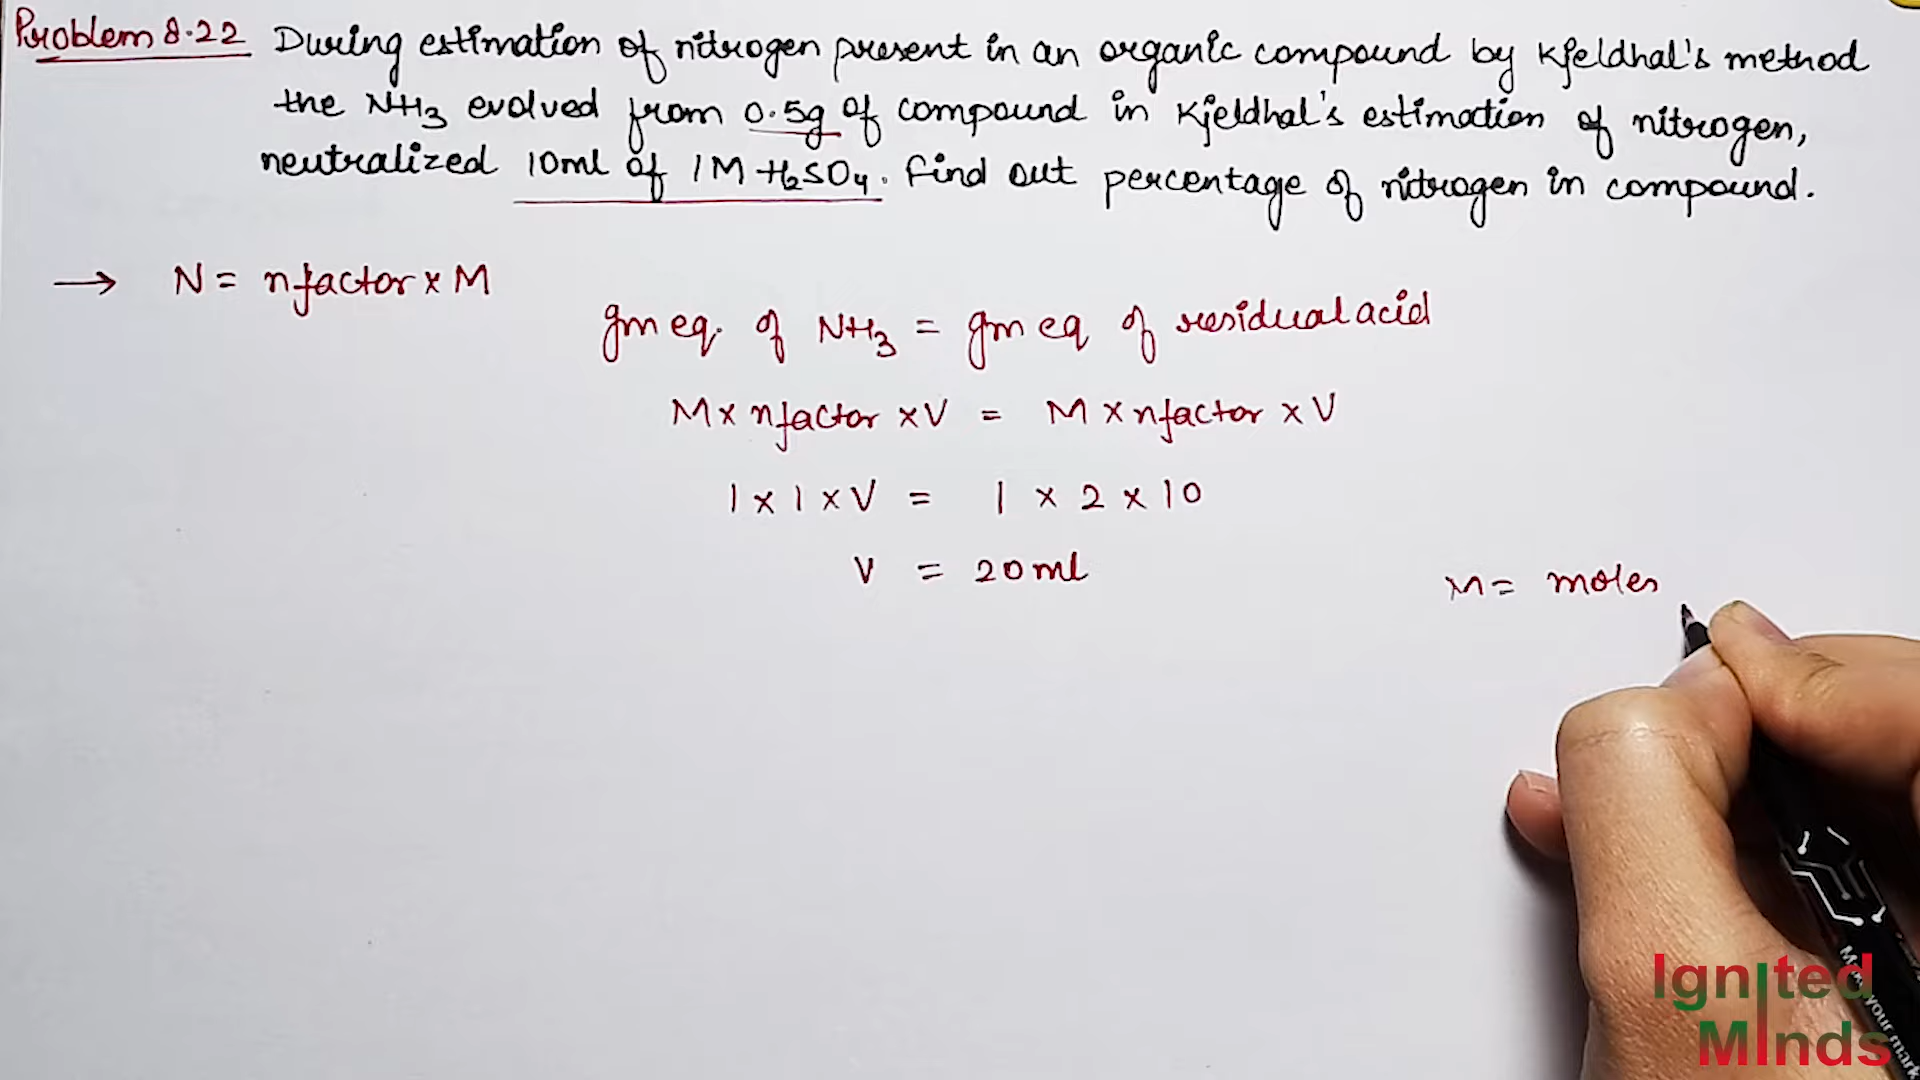 Problem 8.22 During estimation of nitrogen present in an organic compound by Kjeldhal's method
the NH3 evolved from 0.5g of compound in Kjeldhal's estimation of nitrogen,
neutralized 10ml of 1M H2SO4. Find out percentage of nitrogen in compound.
→ N = nfactor x M
gm eq. of NH3 = gm eq of residual acid
M x nfactor x V = M x nfactor x V
1 x 1 x V = 1 x 2 x 10
V = 20 ml
M = moles
Ignited
Minds